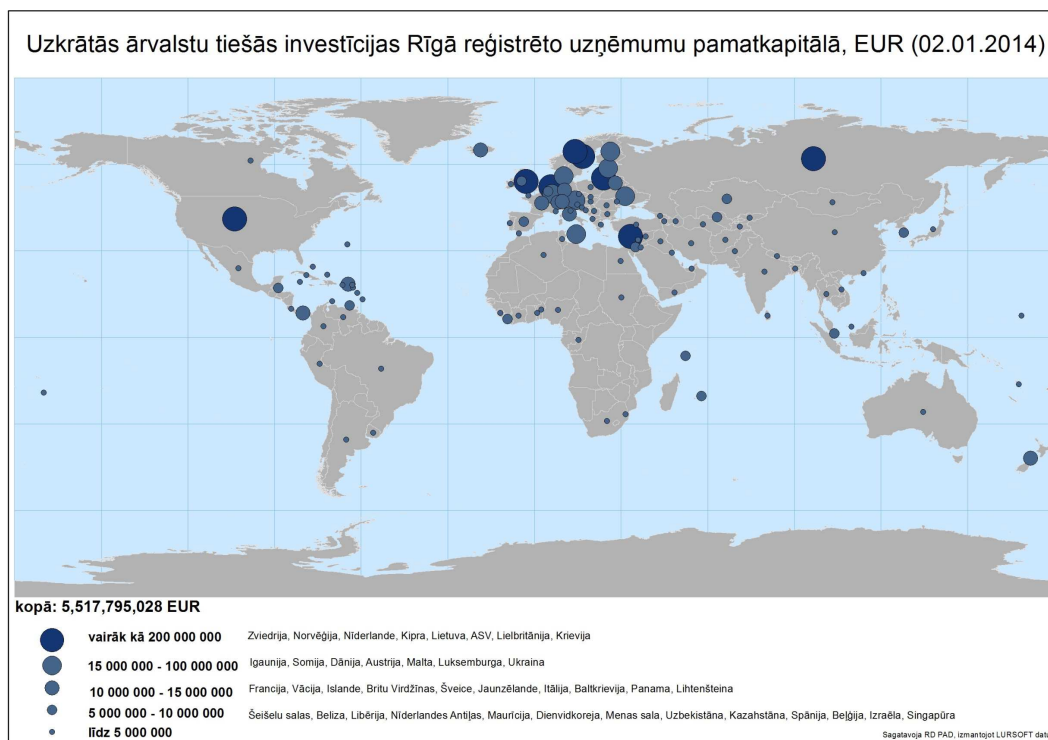 Uzkrātās ārvalstu tiešās investīcijas Rīgā reģistrēto uzņēmumu pamatkapitālā, EUR (02.01.2014)
kopā: 5,517,795,028 EUR
vairāk kā 200 000 000 Zviedrija, Norvēģija, Nīderlande, Kipra, Lietuva, ASV, Lielbritānija, Krievija
15 000 000 - 100 000 000 Igaunija, Somija, Dānija, Austrija, Malta, Luksemburga, Ukraina
10 000 000 - 15 000 000 Francija, Vācija, Islande, Britu Virdžīnas, Šveice, Jaunzēlande, Itālija, Baltkrievija, Panama, Lihtenšteina
5 000 000 - 10 000 000 Šeišelu salas, Beliza, Libērija, Nīderlandes Antiļas, Maurīcija, Dienvidkoreja, Menas sala, Uzbekistāna, Kazahstāna, Spānija, Beļģija, Izraēla, Singapūra
līdz 5 000 000
Sagatavoja RD PAD, izmantojot LURSOFT